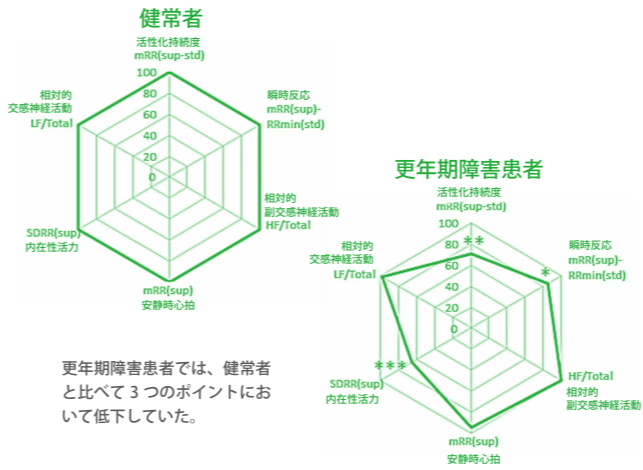 健常者
活性化持続度
mRR(sup-std)
100
80
60
40
20
0
瞬時反応
mRR(sup)-
RRmin(std)
相対的
副交感神経活動
HF/Total
mRR(sup)
安静時心拍
SDRR(sup)
内在性活力
相対的
交感神経活動
LF/Total
更年期障害患者
活性化持続度
mRR(sup-std)
100
80
60
40
20
0
**
瞬時反応
mRR(sup)-
RRmin(std)
*
HF/Total
相対的
副交感神経活動
mRR(sup)
安静時心拍
***
SDRR(sup)
内在性活力
相対的
交感神経活動
LF/Total
更年期障害患者では、健常者
と比べて 3 つのポイントにお
いて低下していた。